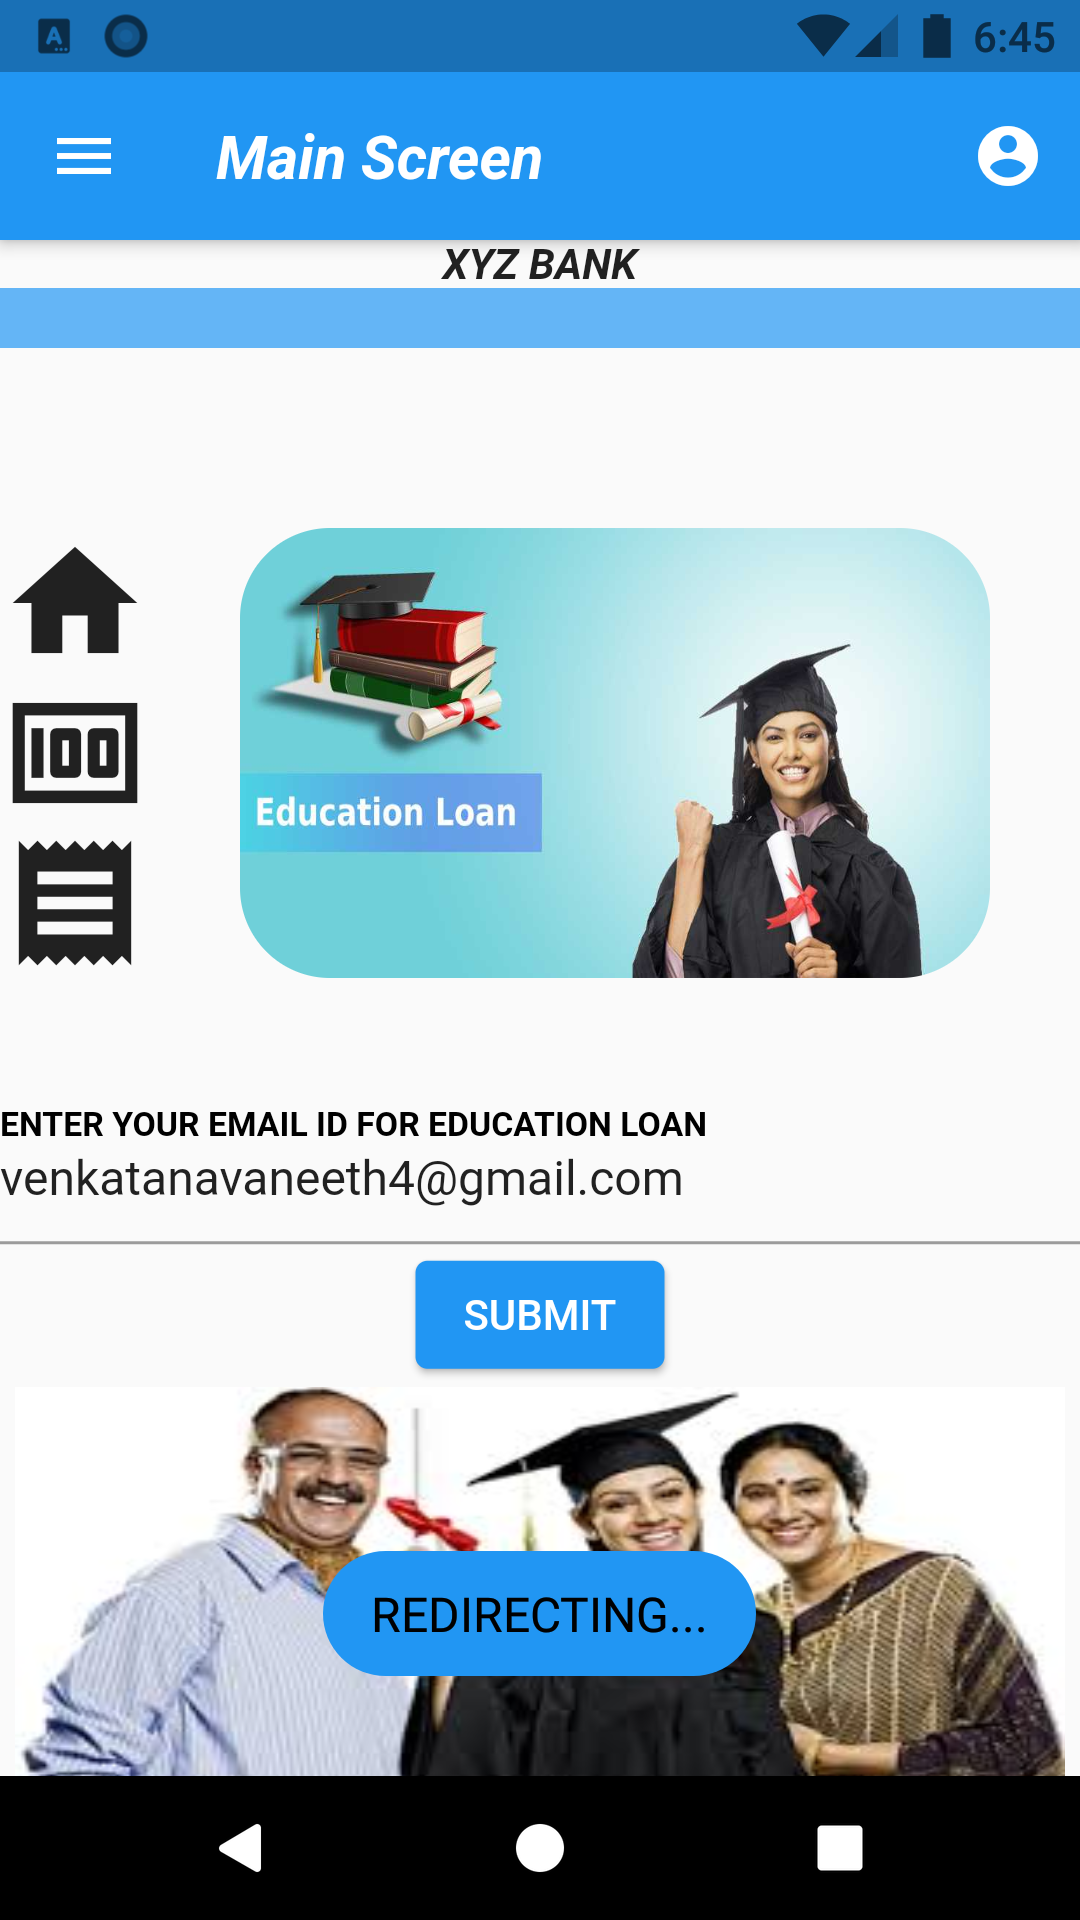 6:45
Main Screen
XYZ BANK
100
Education Loan
ENTER YOUR EMAIL ID FOR EDUCATION LOAN
venkatanavaneeth4@gmail.com
SUBMIT
REDIRECTING...